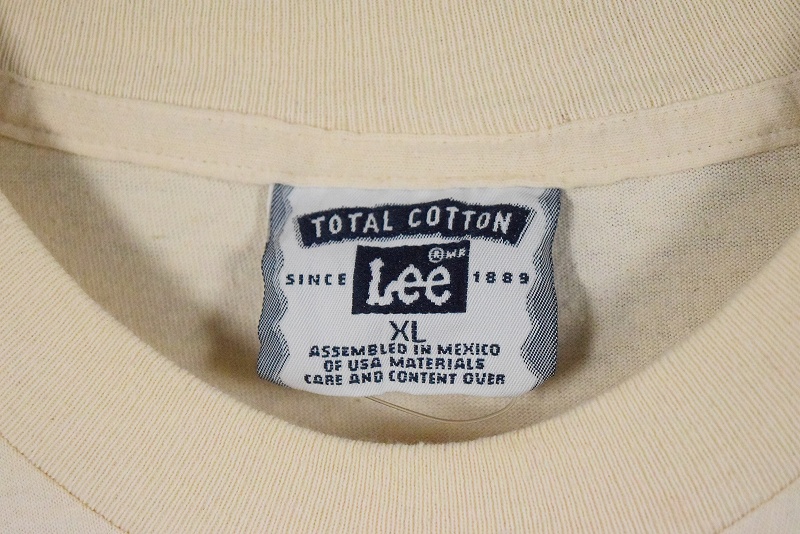 TOTAL COTTON
SINCE Lee ® MR 1889
XL
ASSEMBLED IN MEXICO
OF USA MATERIALS
CARE AND CONTENT OVER